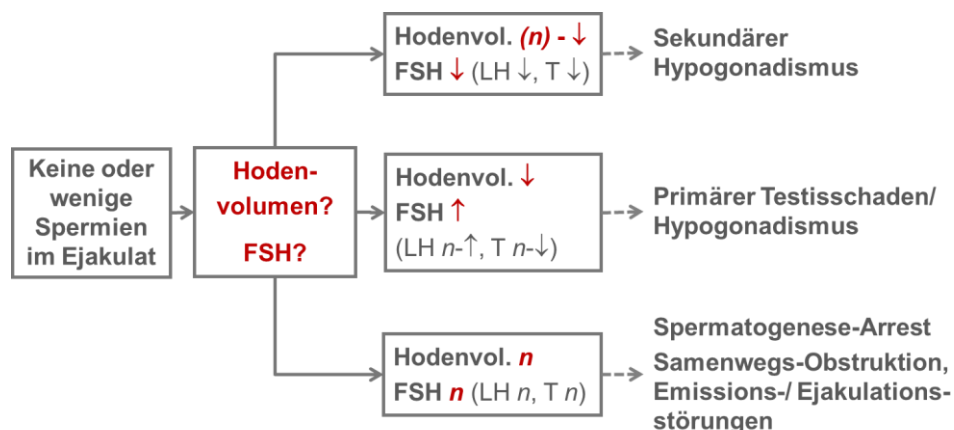 Keine oder
wenige
Spermien
im Ejakulat
Hoden-
volumen?
FSH?
Hodenvol. (n) - ↓
FSH ↓ (LH ↓, T ↓)
Sekundärer
Hypogonadismus
Hodenvol. ↓
FSH ↑
(LH n-↑, T n-↓)
Primärer Testisschaden/
Hypogonadismus
Hodenvol. n
FSH n (LH n, T n)
Spermatogenese-Arrest
Samenwegs-Obstruktion,
Emissions-/ Ejakulations-
störungen